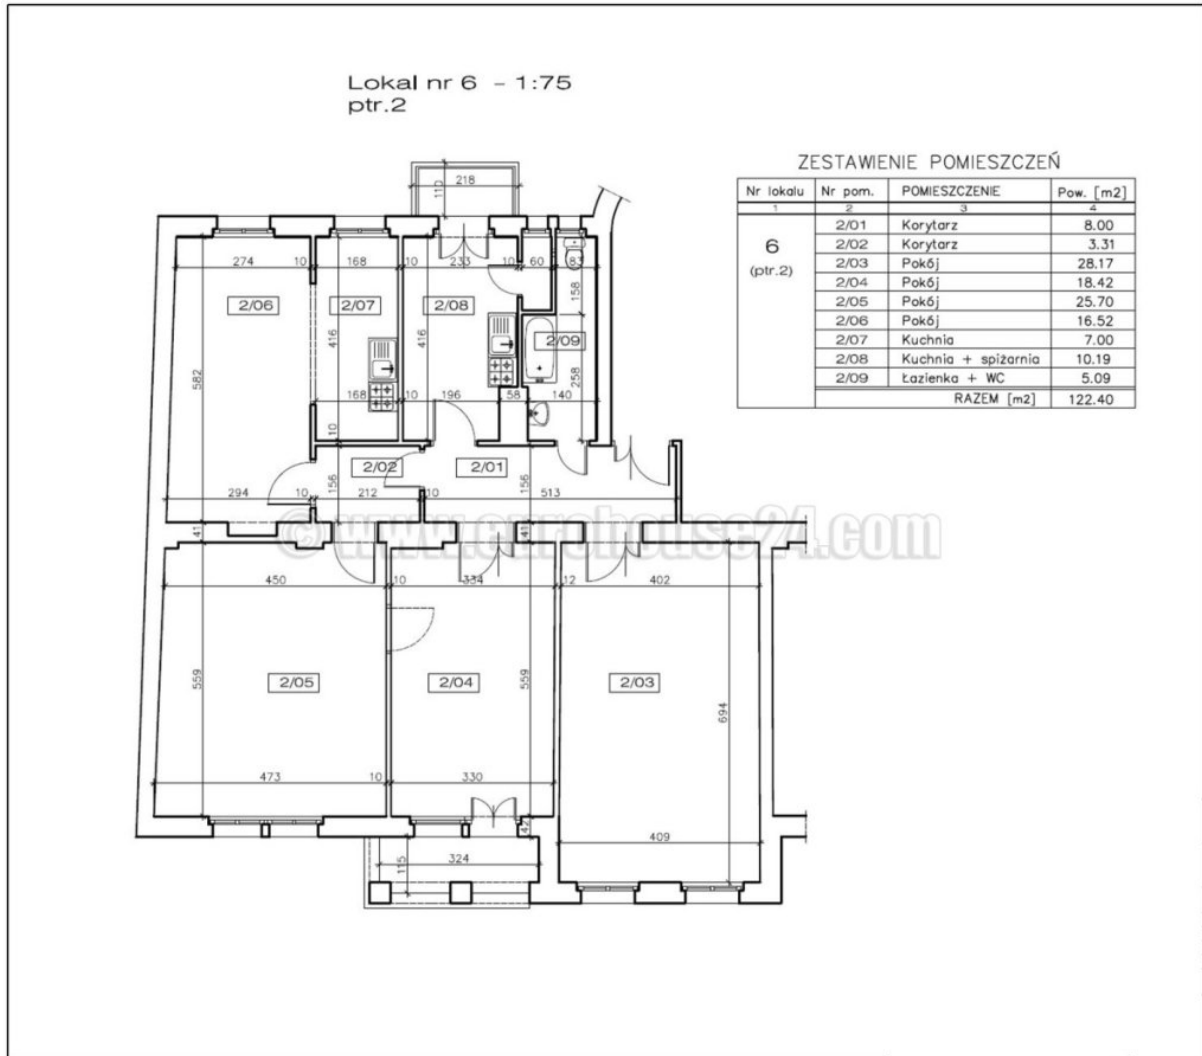 Lokal nr 6 - 1:75
ptr.2
ZESTAWIENIE POMIESZCZEŃ
Nr lokalu Nr pom. POMIESZCZENIE Pow. [m2]
1 2 3 4
6 (ptr.2)
2/01 Korytarz 8.00
2/02 Korytarz 3.31
2/03 Pokój 28.17
2/04 Pokój 18.42
2/05 Pokój 25.70
2/06 Pokój 16.52
2/07 Kuchnia 7.00
2/08 Kuchnia + spiżarnia 10.19
2/09 Łazienka + WC 5.09
RAZEM [m2] 122.40
110 218
274 10 168 10 233 10 60 83
2/06 2/07 2/08 158
416 416 2/09
582 258
168 10 196 58 140
10
2/02 2/01
156 156
294 10 212 10 513
41 41
© www.eurohouse24.com
450 10 334 12 402
559 2/05 2/04 559 2/03
694
473 10 330
42
409
115 324